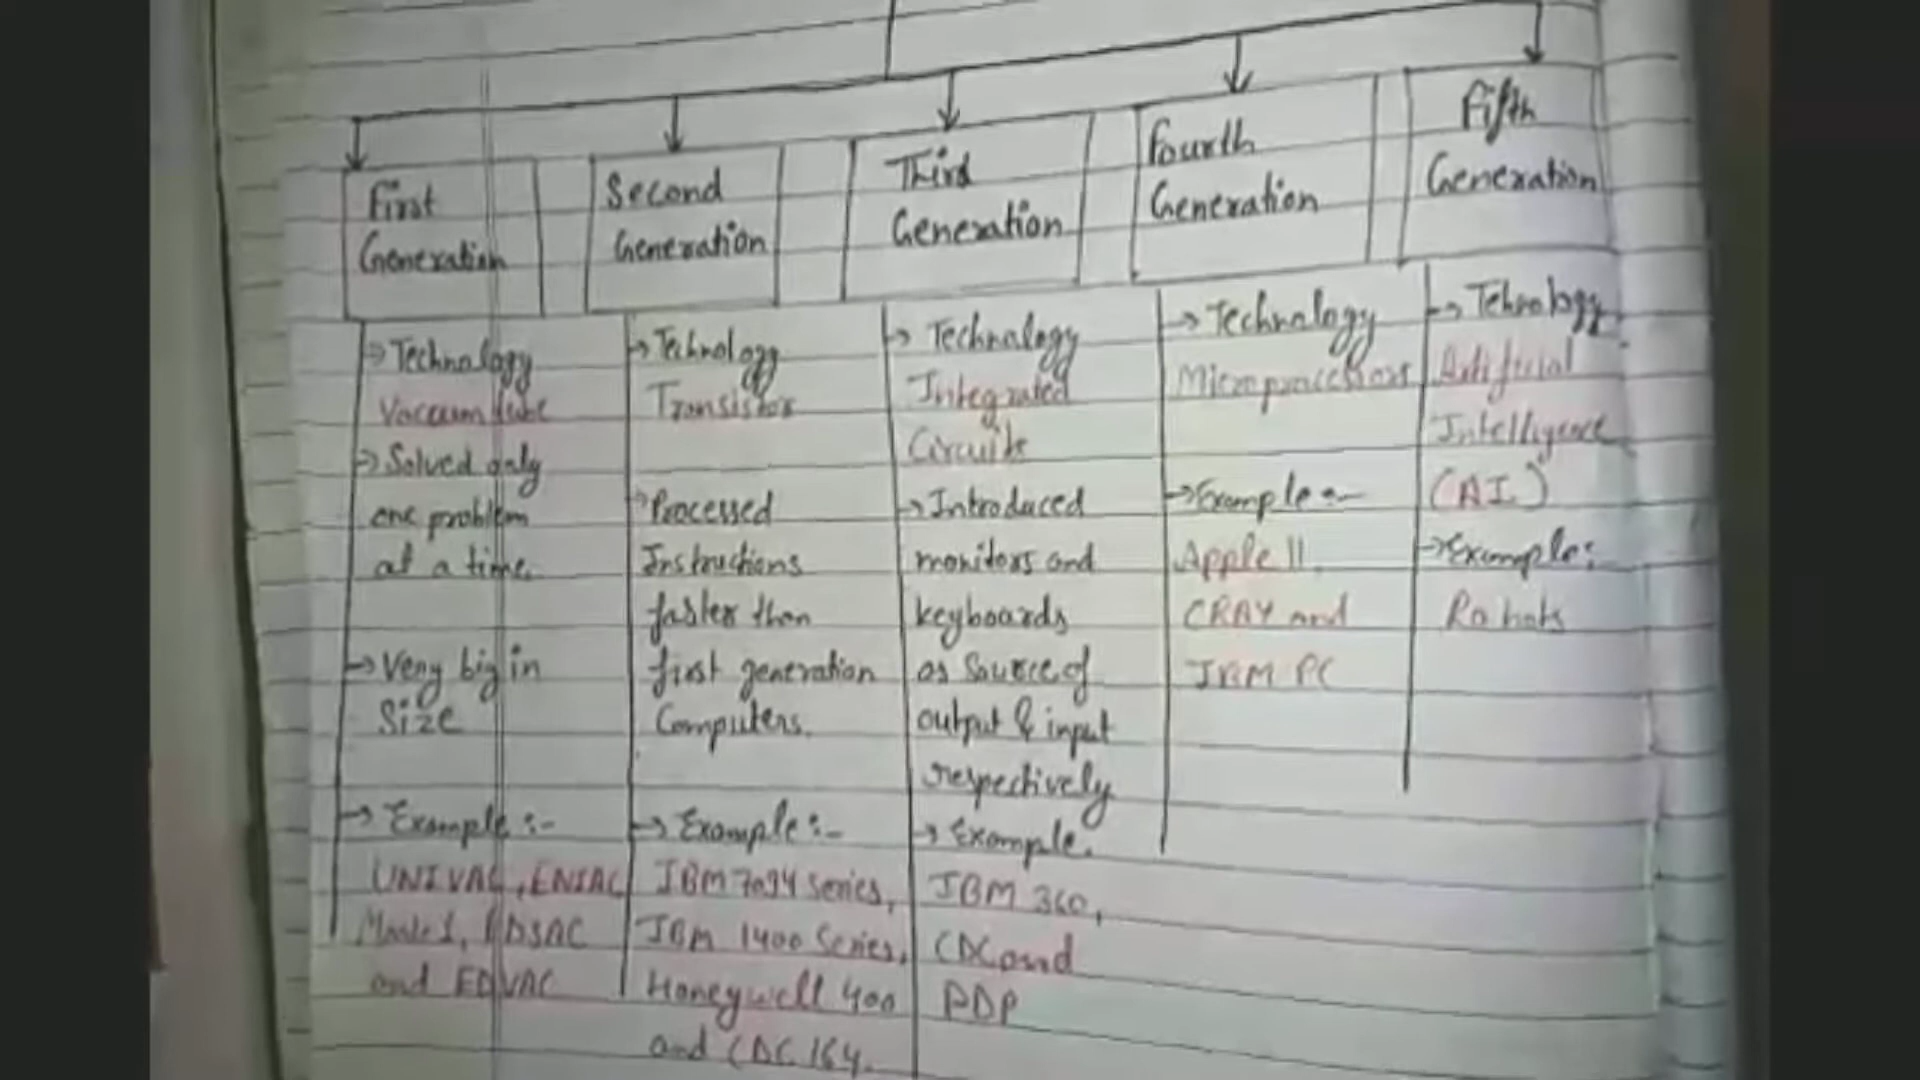 First
Generation
Second
Generation
Third
Generation
Fourth
Generation
Fifth
Generation
→ Technology
Vaccum tube
→ Solved only
one problem
at a time.
→ Very big in
Size
→ Example :-
UNIVAC, ENIAC
Mark 1, EDSAC
and EDVAC
→ Technology
Transistor
→ Processed
Instructions
faster than
first generation
Computers.
→ Example :-
IBM 7094 series,
IBM 1400 Series,
Honeywell 400
and CDC 164.
→ Technology
Integrated
Circuits
→ Introduced
monitors and
keyboards
as Source of
output & input
respectively
→ Example.
IBM 360,
CDC and
PDP
→ Technology
Microprocessors
→ Example :-
Apple II,
CRAY and
IBM PC
→ Tehnology
Artificial
Intelligence
(AI)
→ Example:
Robots